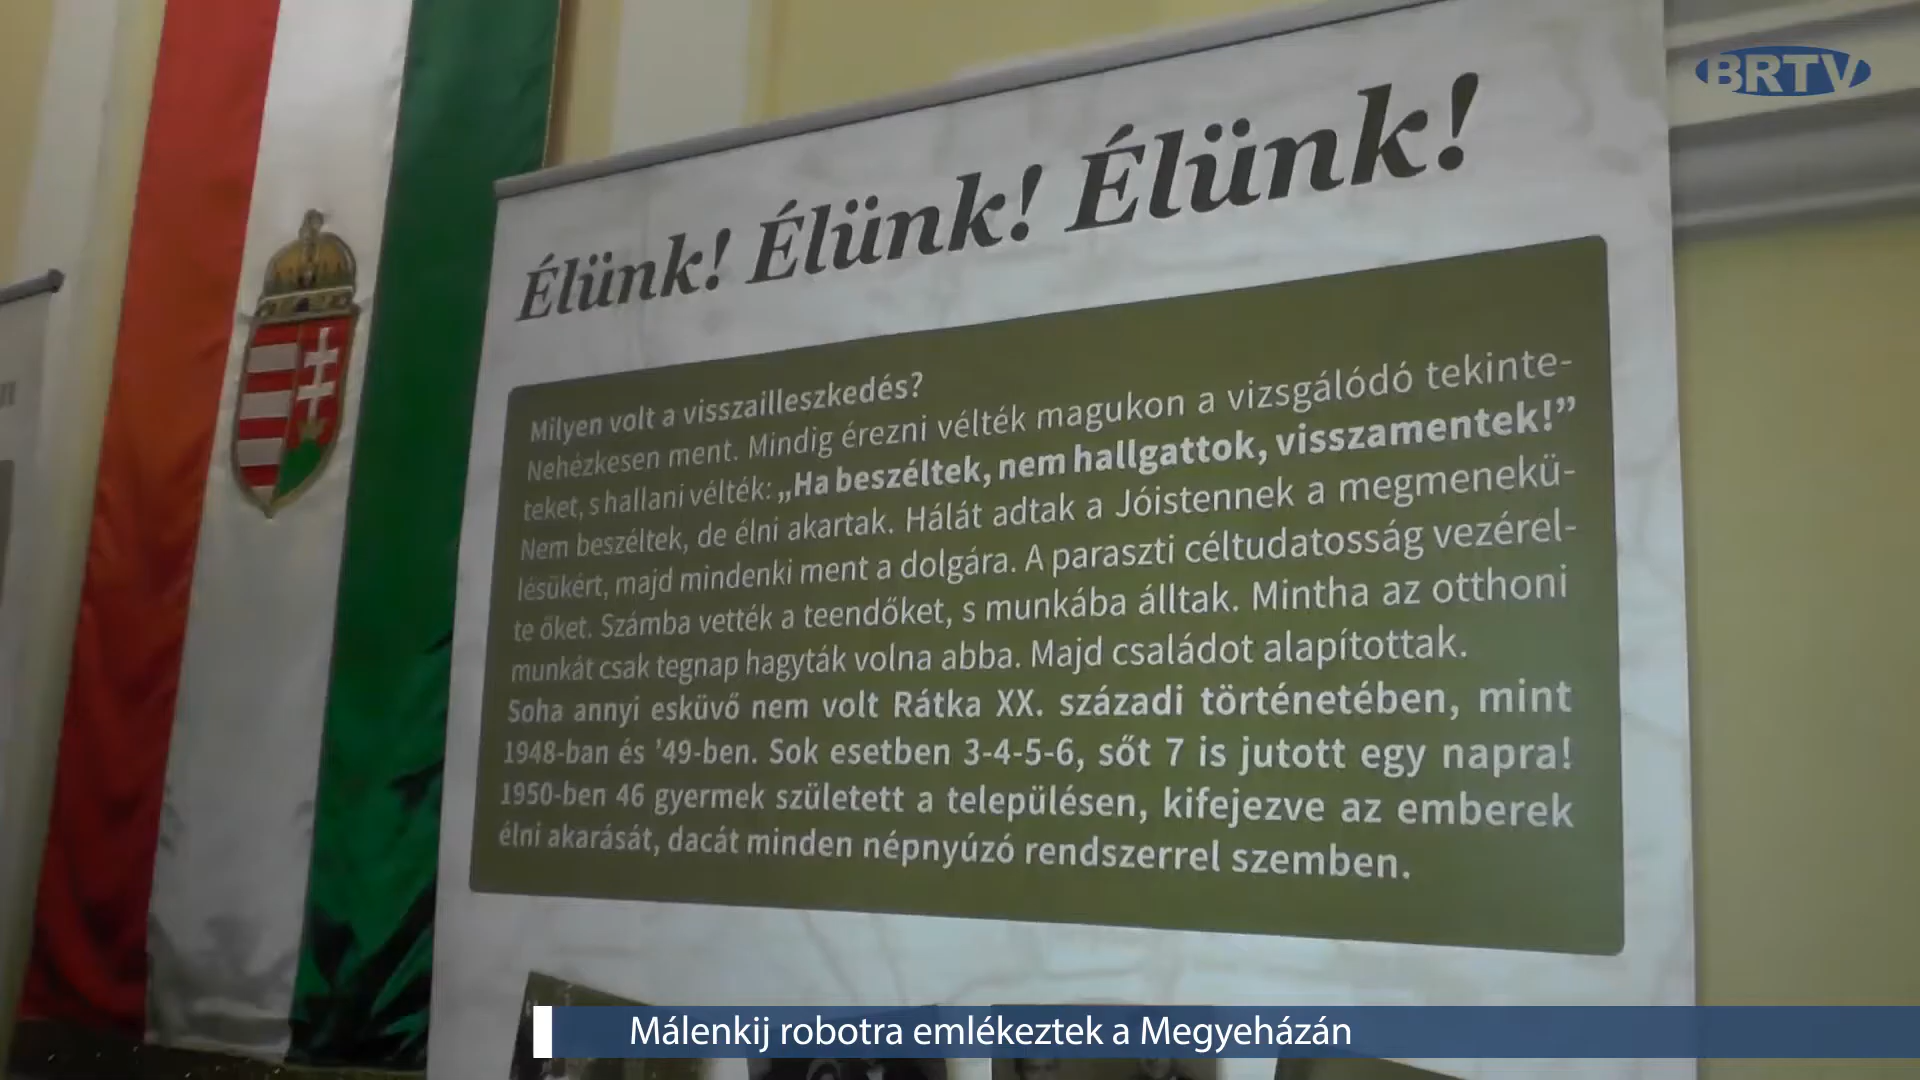 BRTV
Élünk! Élünk! Élünk!
Milyen volt a visszailleszkedés?
Nehézkesen ment. Mindig érezni vélték magukon a vizsgálódó tekinte-
teket, s hallani vélték: „Ha beszéltek, nem hallgattok, visszamentek!”
Nem beszéltek, de élni akartak. Hálát adtak a Jóistennek a megmenekü-
lésükért, majd mindenki ment a dolgára. A paraszti céltudatosság vezérel-
te őket. Számba vették a teendőket, s munkába álltak. Mintha az otthoni
munkát csak tegnap hagyták volna abba. Majd családot alapítottak.
Soha annyi esküvő nem volt Rátka XX. századi történetében, mint
1948-ban és ’49-ben. Sok esetben 3-4-5-6, sőt 7 is jutott egy napra!
1950-ben 46 gyermek született a településen, kifejezve az emberek
élni akarását, dacát minden népnyúzó rendszerrel szemben.
Málenkij robotra emlékeztek a Megyeházán